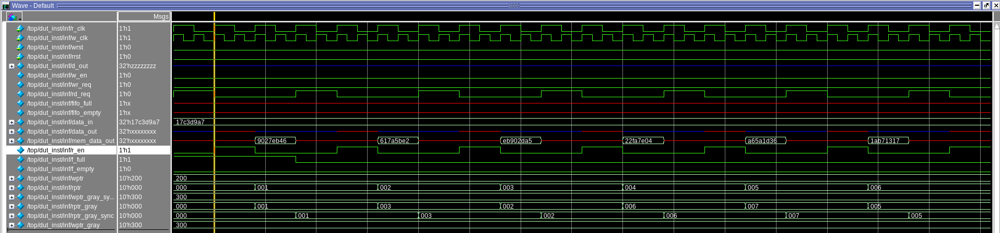 Wave - Default
Msgs
/top/dut_inst/inf/r_clk 1'h1
/top/dut_inst/inf/w_clk 1'h1
/top/dut_inst/inf/wrst 1'h0
/top/dut_inst/inf/rrst 1'h0
/top/dut_inst/inf/d_out 32'hzzzzzzzz
/top/dut_inst/inf/w_en 1'h0
/top/dut_inst/inf/wr_req 1'h0
/top/dut_inst/inf/rd_req 1'h0
/top/dut_inst/inf/fifo_full 1'hx
/top/dut_inst/inf/fifo_empty 1'hx
/top/dut_inst/inf/data_in 32'h17c3d9a7 17c3d9a7
/top/dut_inst/inf/data_out 32'hxxxxxxxx
/top/dut_inst/inf/mem_data_out 32'hxxxxxxxx 9027eb46 617a5be2 eb902da5 22fa7e04 a65a1d36 1ab71317
/top/dut_inst/inf/r_en 1'h1
/top/dut_inst/inf/f_full 1'h1
/top/dut_inst/inf/f_empty 1'h0
/top/dut_inst/inf/wptr 10'h200 200
/top/dut_inst/inf/rptr 10'h000 000 001 002 003 004 005 006
/top/dut_inst/inf/wptr_gray_sy... 10'h300 300
/top/dut_inst/inf/rptr_gray 10'h000 000 001 003 002 006 007 005
/top/dut_inst/inf/rptr_gray_sync 10'h000 000 001 003 002 006 007 005
/top/dut_inst/inf/wptr_gray 10'h300 300